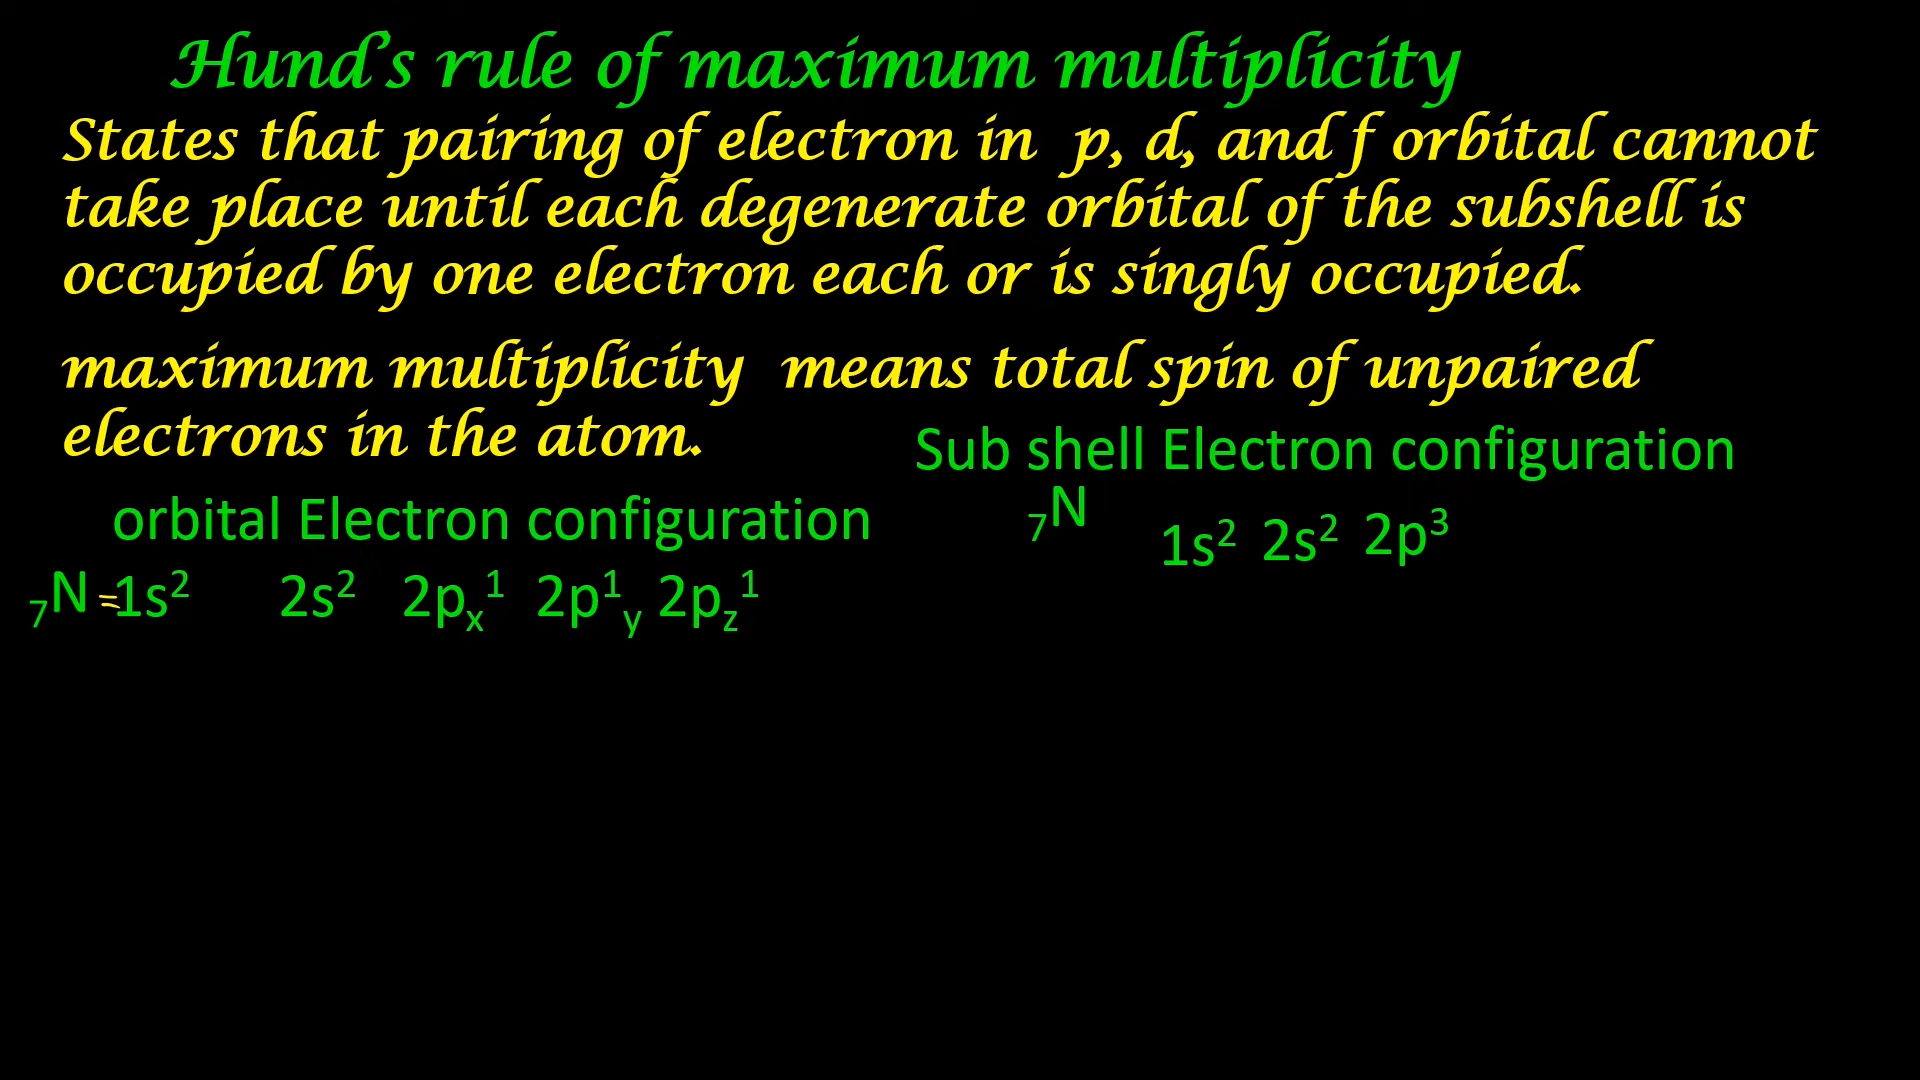 Hund's rule of maximum multiplicity
States that pairing of electron in p, d, and f orbital cannot
take place until each degenerate orbital of the subshell is
occupied by one electron each or is singly occupied.
maximum multiplicity means total spin of unpaired
electrons in the atom.
Sub shell Electron configuration
₇N 1s² 2s² 2p³
orbital Electron configuration
₇N = 1s² 2s² 2pₓ¹ 2p¹y 2pz¹